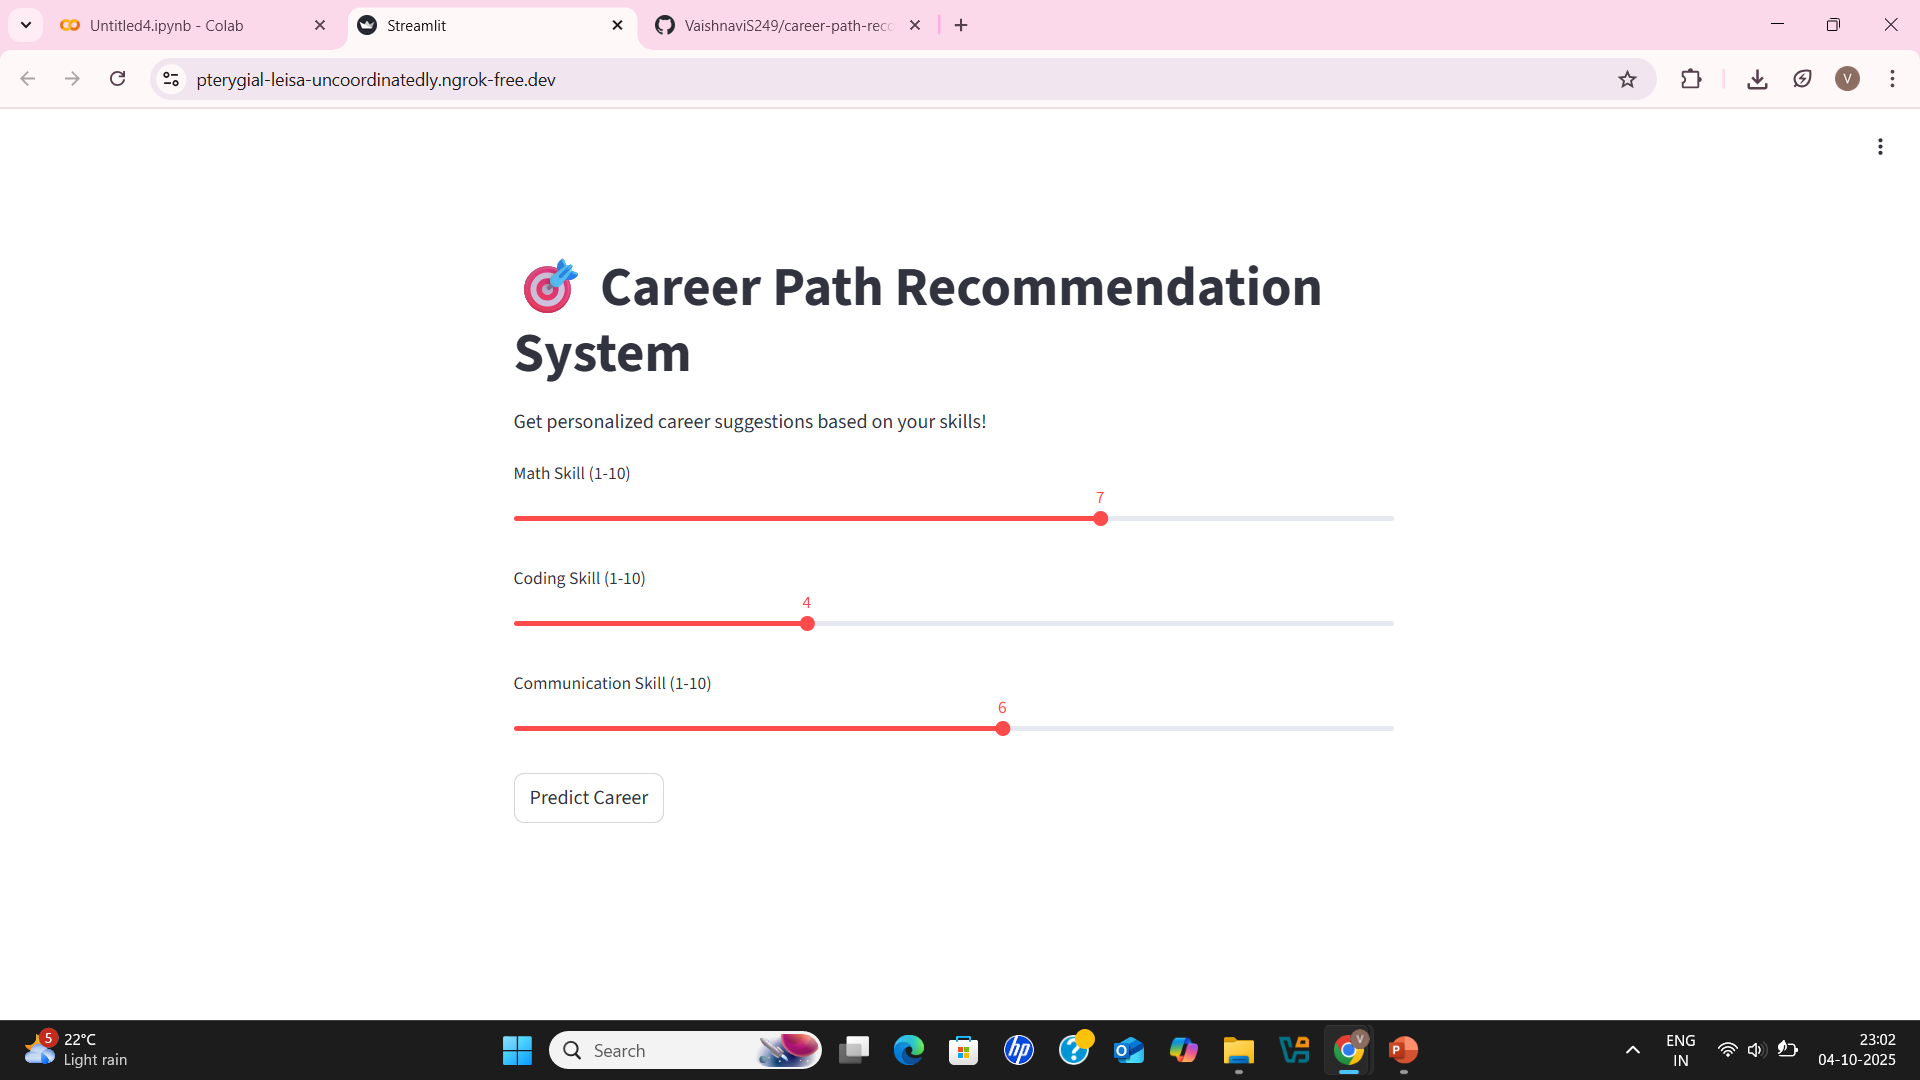 Untitled4.ipynb - Colab
Streamlit
VaishnaviS249/career-path-reco
pterygial-leisa-uncoordinatedly.ngrok-free.dev
V
Career Path Recommendation
System
Get personalized career suggestions based on your skills!
Math Skill (1-10)
7
Coding Skill (1-10)
4
Communication Skill (1-10)
6
Predict Career
5
22°C
Light rain
Search
hp
?
O
V
P
ENG
IN
23:02
04-10-2025